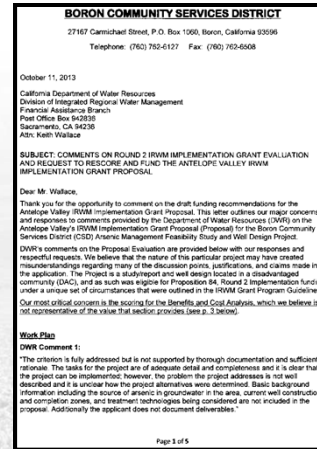 BORON COMMUNITY SERVICES DISTRICT
27167 Carmichael Street, P.O. Box 1060, Boron, California 93596
Telephone: (760) 762-6127 Fax: (760) 762-6508
October 11, 2013
California Department of Water Resources
Division of Integrated Regional Water Management
Financial Assistance Branch
Post Office Box 942836
Sacramento, CA 94236
Attn: Keith Wallace
SUBJECT: COMMENTS ON ROUND 2 IRWM IMPLEMENTATION GRANT EVALUATION
AND REQUEST TO RESCORE AND FUND THE ANTELOPE VALLEY IRWM
IMPLEMENTATION GRANT PROPOSAL
Dear Mr. Wallace,
Thank you for the opportunity to comment on the draft funding recommendations for the
Antelope Valley IRWM Implementation Grant Proposal. This letter outlines our major concerns
and responses to comments provided by the Department of Water Resources (DWR) on the
Antelope Valley's IRWM Implementation Grant Proposal (Proposal) for the Boron Community
Services District (CSD) Arsenic Management Feasibility Study and Well Design Project.
DWR's comments on the Proposal Evaluation are provided below with our responses and
respectful requests. We believe that the nature of this particular project may have created
misunderstandings regarding many of the discussion points, justifications, and claims made in
the application. The Project is a study/report and well design located in a disadvantaged
community (DAC), and as such was eligible for Proposition 84, Round 2 Implementation fundi
under a unique set of circumstances that were outlined in the IRWM Grant Program Guideline
Our most critical concern is the scoring for the Benefits and Cost Analysis, which we believe is
not representative of the value that section provides (see p. 3 below).
Work Plan
DWR Comment 1:
"The criterion is fully addressed but is not supported by thorough documentation and sufficient
rationale. The tasks for the project are of adequate detail and completeness and it is clear that
the project can be implemented; however, the problem the project addresses is not well
described and it is unclear how the project alternatives were determined. Basic background
information including the source of arsenic in groundwater in the area, current well constructio
and completion zones, and treatment technologies being considered are not included in the
proposal. Additionally the applicant does not document deliverables."
Page 1 of 5